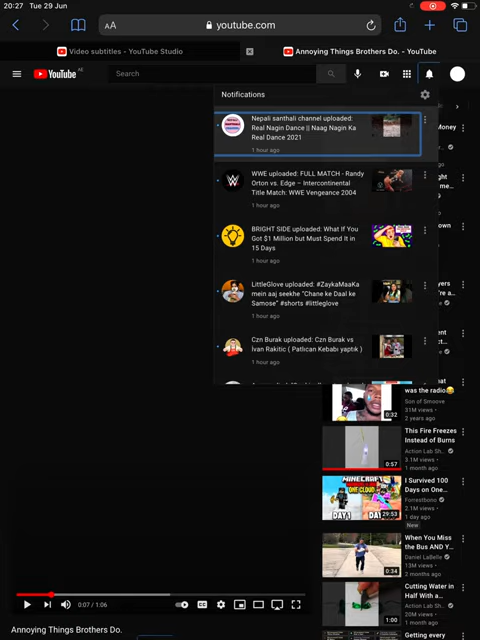 20:27 Tue 29 Jun
AA youtube.com
Video subtitles - YouTube Studio
Annoying Things Brothers Do. - YouTube
YouTube
Search
Notifications
Nepali santhali channel uploaded:
Real Nagin Dance || Naag Nagin Ka
Real Dance 2021
1 hour ago
WWE uploaded: FULL MATCH - Randy
Orton vs. Edge – Intercontinental
Title Match: WWE Vengeance 2004
1 hour ago
BRIGHT SIDE uploaded: What If You
Got $1 Million but Must Spend It in
15 Days
1 hour ago
LittleGlove uploaded: #ZaykaMaaKa
mein aaj seekhe "Chane ke Daal ke
Samose" #shorts #littleglove
1 hour ago
Czn Burak uploaded: Czn Burak vs
Ivan Rakitic ( Patlıcan Kebabı yaptık )
1 hour ago
Money
was the radio😂
Son of Smoove
31M views •
2 years ago
0:32
This Fire Freezes
Instead of Burns
Action Lab Sh...
3.1M views •
1 month ago
0:57
I Survived 100
Days on One...
Forrestbono
2.1M views •
1 day ago
New
MINECRAFT
DAY1
29:53
When You Miss
the Bus AND Y...
Daniel LaBelle
13M views •
2 months ago
0:34
Cutting Water in
Half With a...
Action Lab Sh...
20M views •
1 month ago
1:00
Getting every
0:07 / 1:06
Annoying Things Brothers Do.